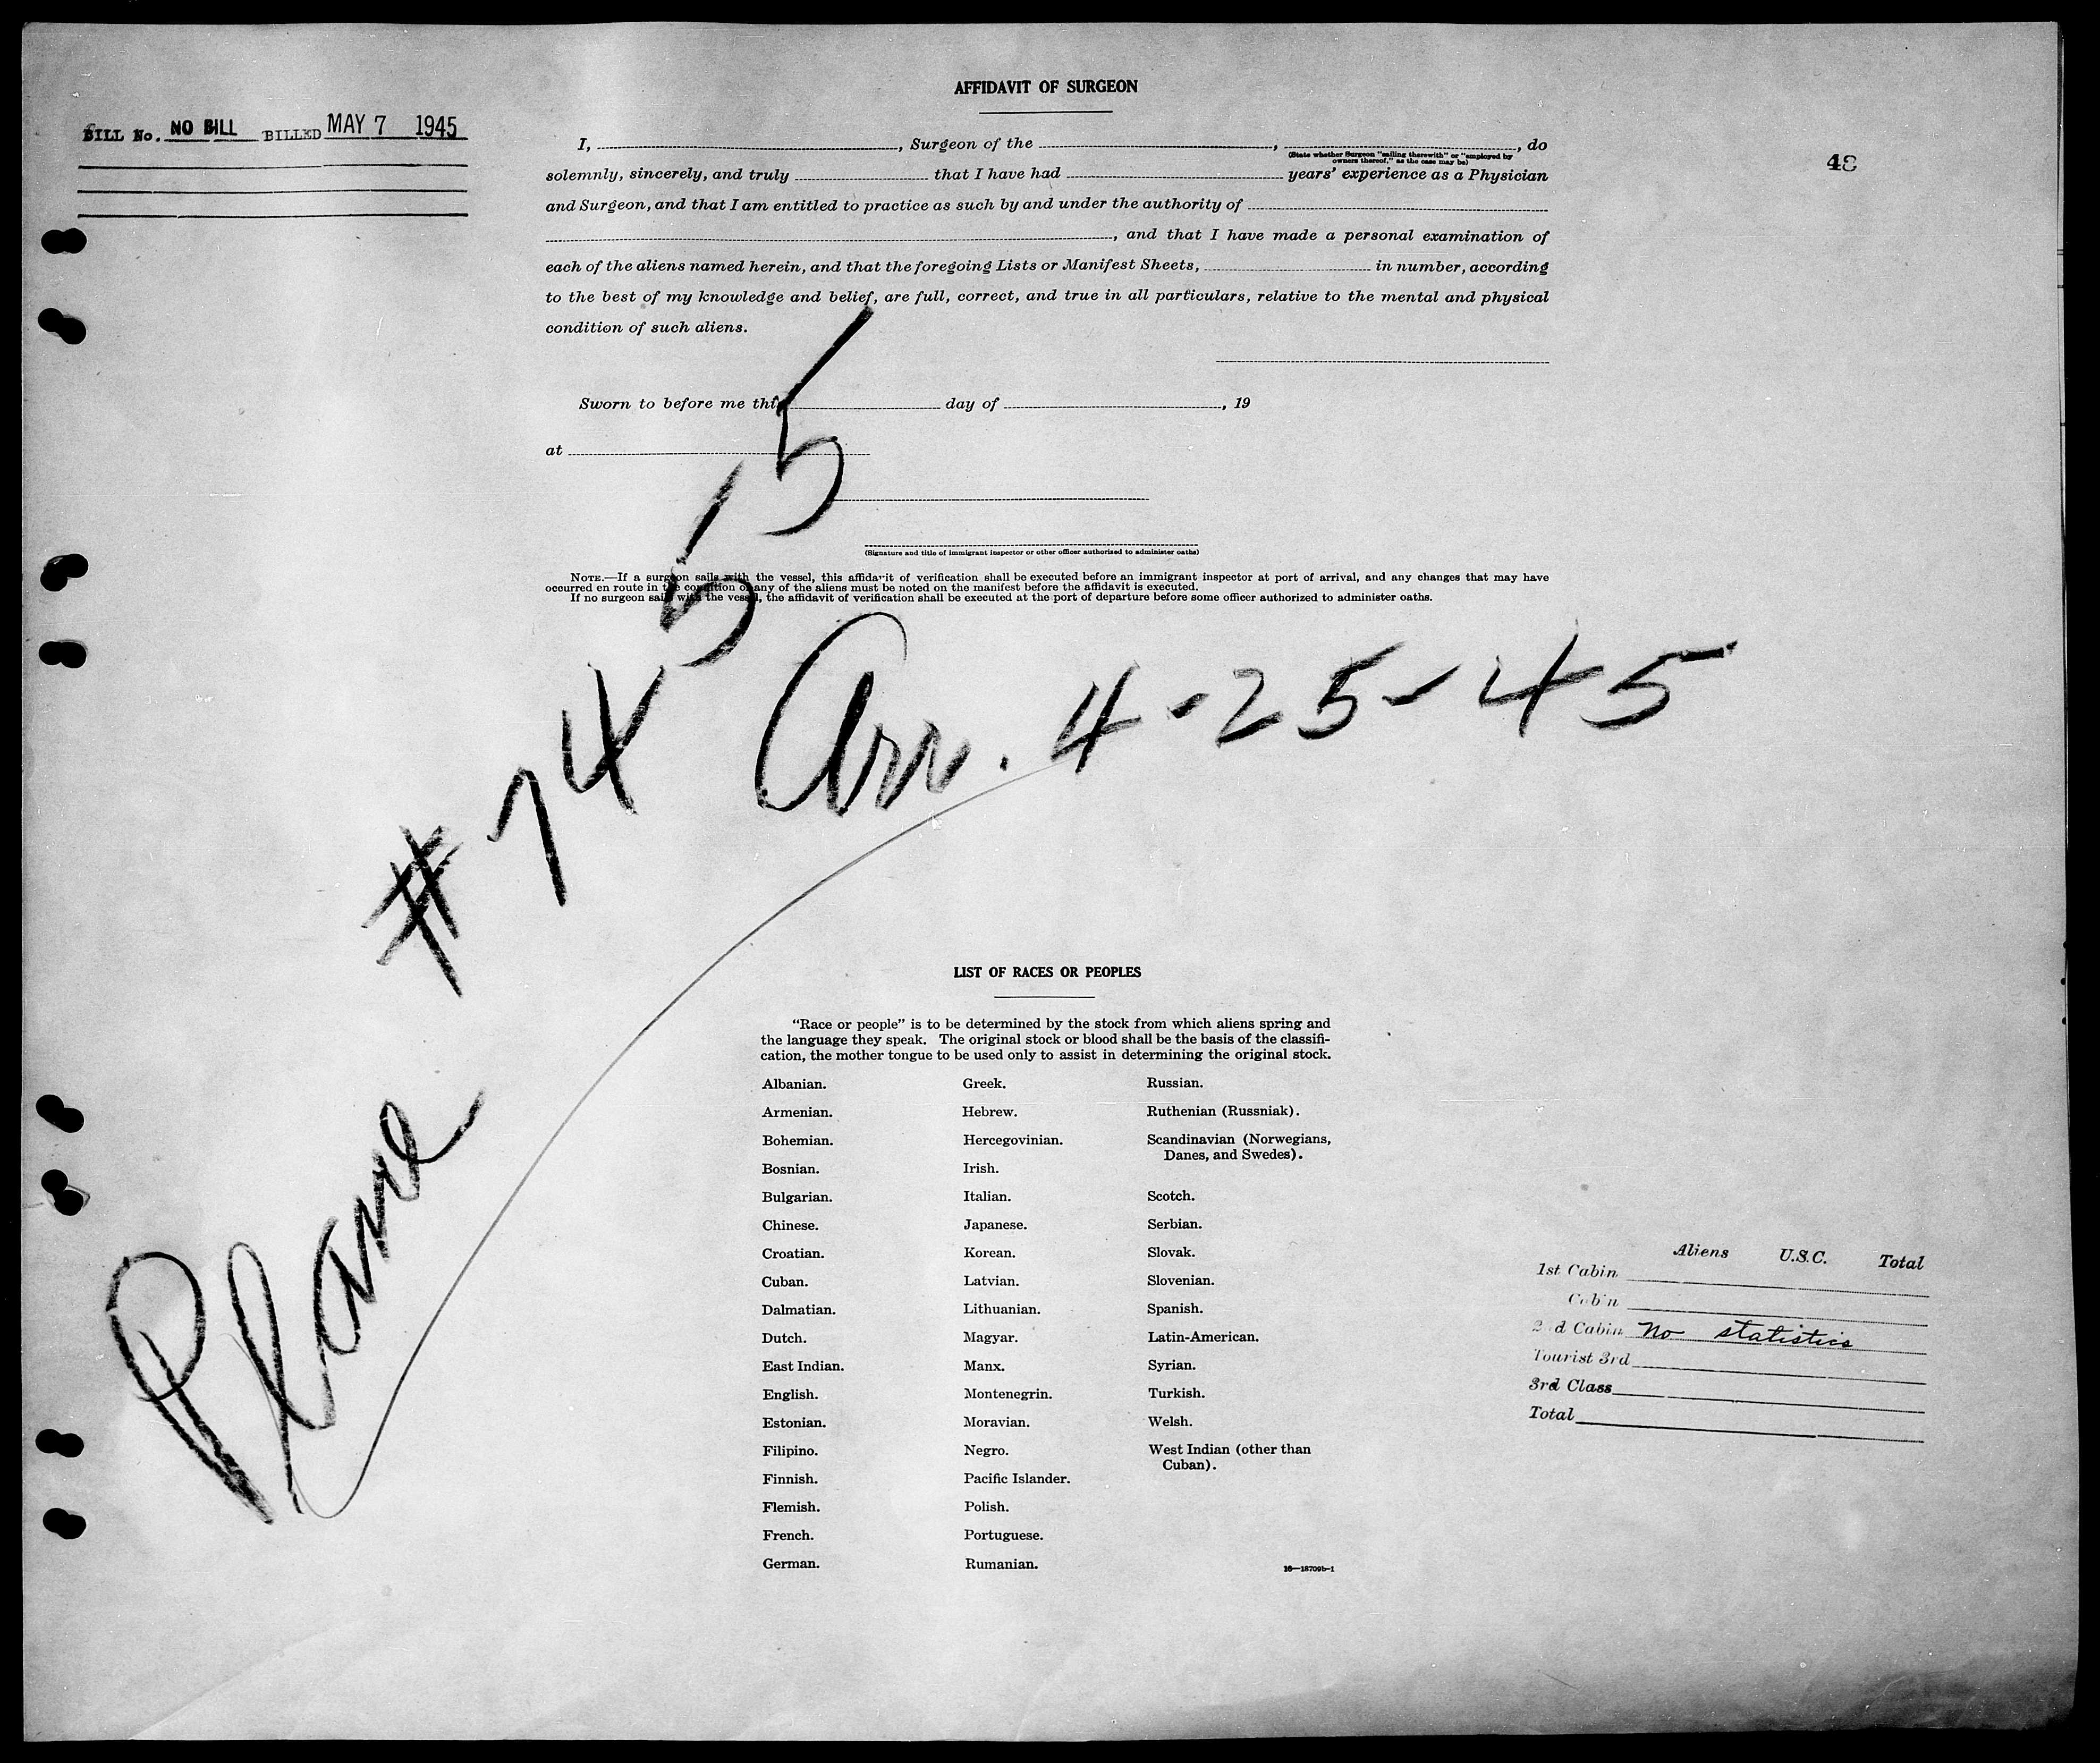 AFFIDAVIT OF SURGEON
BILL No. NO BILL BILLED MAY 7 1945
I, , Surgeon of the , , do
(State whether Surgeon "sailing therewith" or "employed by
owners thereof," as the case may be)
48
solemnly, sincerely, and truly that I have had years' experience as a Physician
and Surgeon, and that I am entitled to practice as such by and under the authority of
, and that I have made a personal examination of
each of the aliens named herein, and that the foregoing Lists or Manifest Sheets, in number, according
to the best of my knowledge and belief, are full, correct, and true in all particulars, relative to the mental and physical
condition of such aliens.
Sworn to before me this day of , 19
at
(Signature and title of immigrant inspector or other officer authorized to administer oaths)
NOTE.—If a surgeon sails with the vessel, this affidavit of verification shall be executed before an immigrant inspector at port of arrival, and any changes that may have
occurred en route in the condition of any of the aliens must be noted on the manifest before the affidavit is executed.
If no surgeon sails with the vessel, the affidavit of verification shall be executed at the port of departure before some officer authorized to administer oaths.
Plane #7455
Arr. 4-25-45
LIST OF RACES OR PEOPLES
"Race or people" is to be determined by the stock from which aliens spring and
the language they speak. The original stock or blood shall be the basis of the classifi-
cation, the mother tongue to be used only to assist in determining the original stock.
Albanian.
Armenian.
Bohemian.
Bosnian.
Bulgarian.
Chinese.
Croatian.
Cuban.
Dalmatian.
Dutch.
East Indian.
English.
Estonian.
Filipino.
Finnish.
Flemish.
French.
German.
Greek.
Hebrew.
Hercegovinian.
Irish.
Italian.
Japanese.
Korean.
Latvian.
Lithuanian.
Magyar.
Manx.
Montenegrin.
Moravian.
Negro.
Pacific Islander.
Polish.
Portuguese.
Rumanian.
Russian.
Ruthenian (Russniak).
Scandinavian (Norwegians,
Danes, and Swedes).
Scotch.
Serbian.
Slovak.
Slovenian.
Spanish.
Latin-American.
Syrian.
Turkish.
Welsh.
West Indian (other than
Cuban).
16—18709b-1
Aliens U.S.C. Total
1st Cabin
Cabin
2nd Cabin No statistics
Tourist 3rd
3rd Class
Total